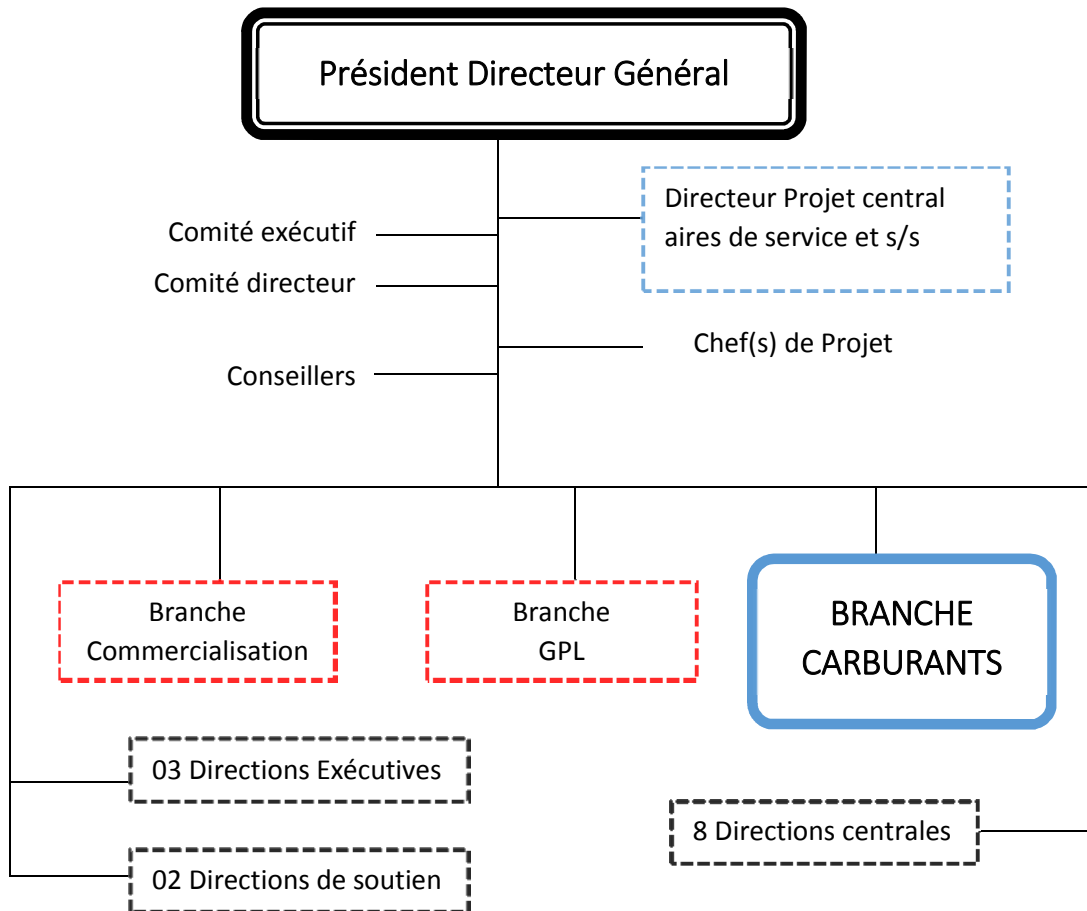 Président Directeur Général
Directeur Projet central
aires de service et s/s
Comité exécutif
Comité directeur
Chef(s) de Projet
Conseillers
Branche
Commercialisation
Branche
GPL
BRANCHE
CARBURANTS
03 Directions Exécutives
8 Directions centrales
02 Directions de soutien